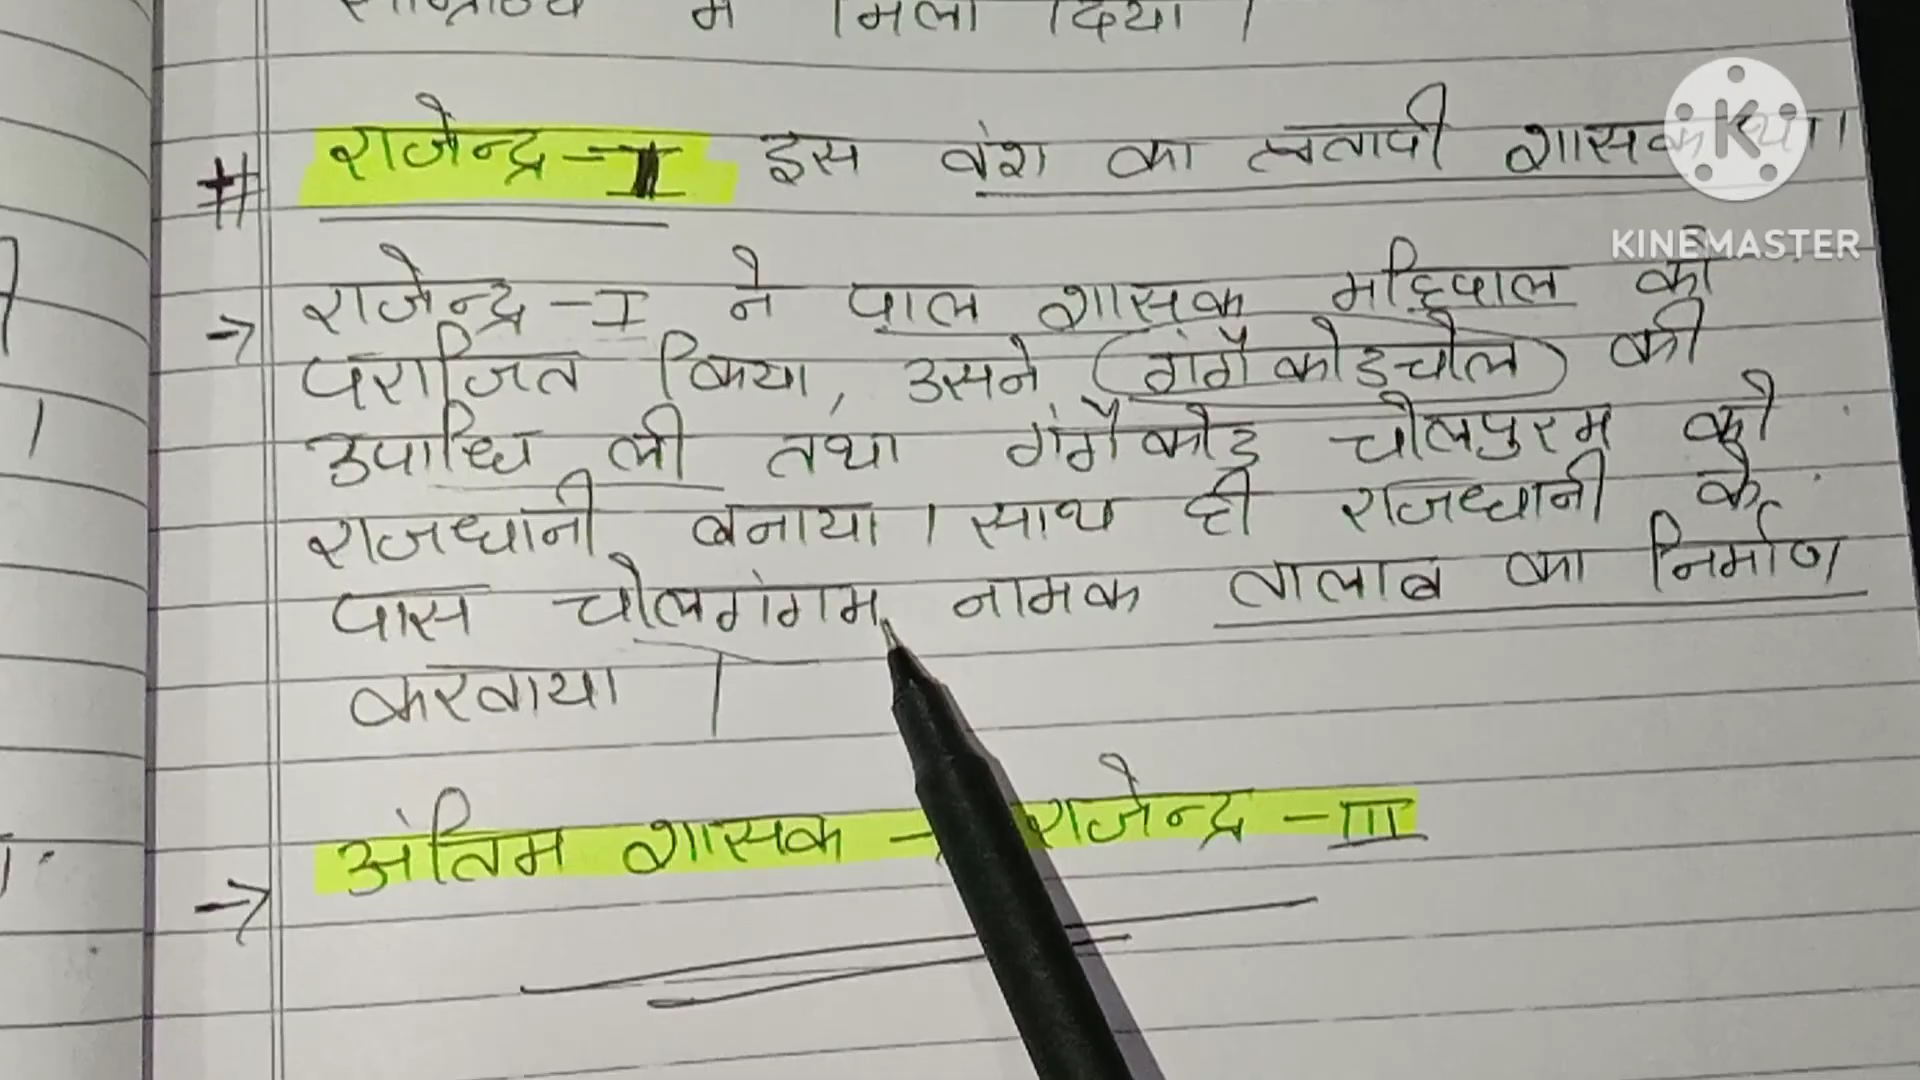 साम्राज्य में मिला दिया।
# राजेन्द्र-I इस वंश का प्रतापी शासक था।
KINEMASTER
→ राजेन्द्र-I ने पाल शासक महिपाल को
पराजित किया, उसने (गंगैकोडचोल) की
उपाधि ली तथा गंगैकोड चोलपुरम को
राजधानी बनाया। साथ ही राजधानी के
पास चोलगंगम नामक तालाब का निर्माण
करवाया।
→ अंतिम शासक → राजेन्द्र-III